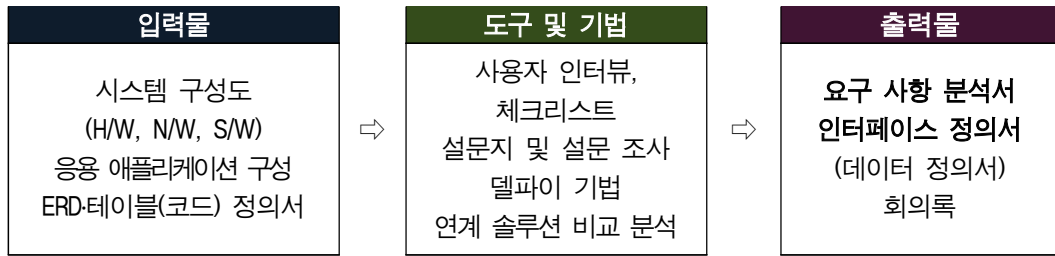 입력물
시스템 구성도
(H/W, N/W, S/W)
응용 애플리케이션 구성
ERD·테이블(코드) 정의서
⇨
도구 및 기법
사용자 인터뷰,
체크리스트
설문지 및 설문 조사
델파이 기법
연계 솔루션 비교 분석
⇨
출력물
요구 사항 분석서
인터페이스 정의서
(데이터 정의서)
회의록